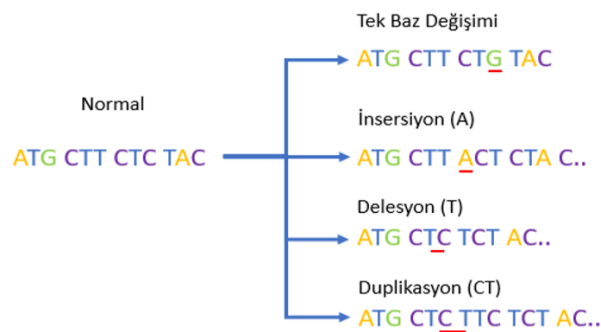 Tek Baz Değişimi
ATG CTT CTG TAC
Normal
İnsersiyon (A)
ATG CTT CTC TAC
ATG CTT ACT CTA C..
Delesyon (T)
ATG CTC TCT AC..
Duplikasyon (CT)
ATG CTC TTC TCT AC..